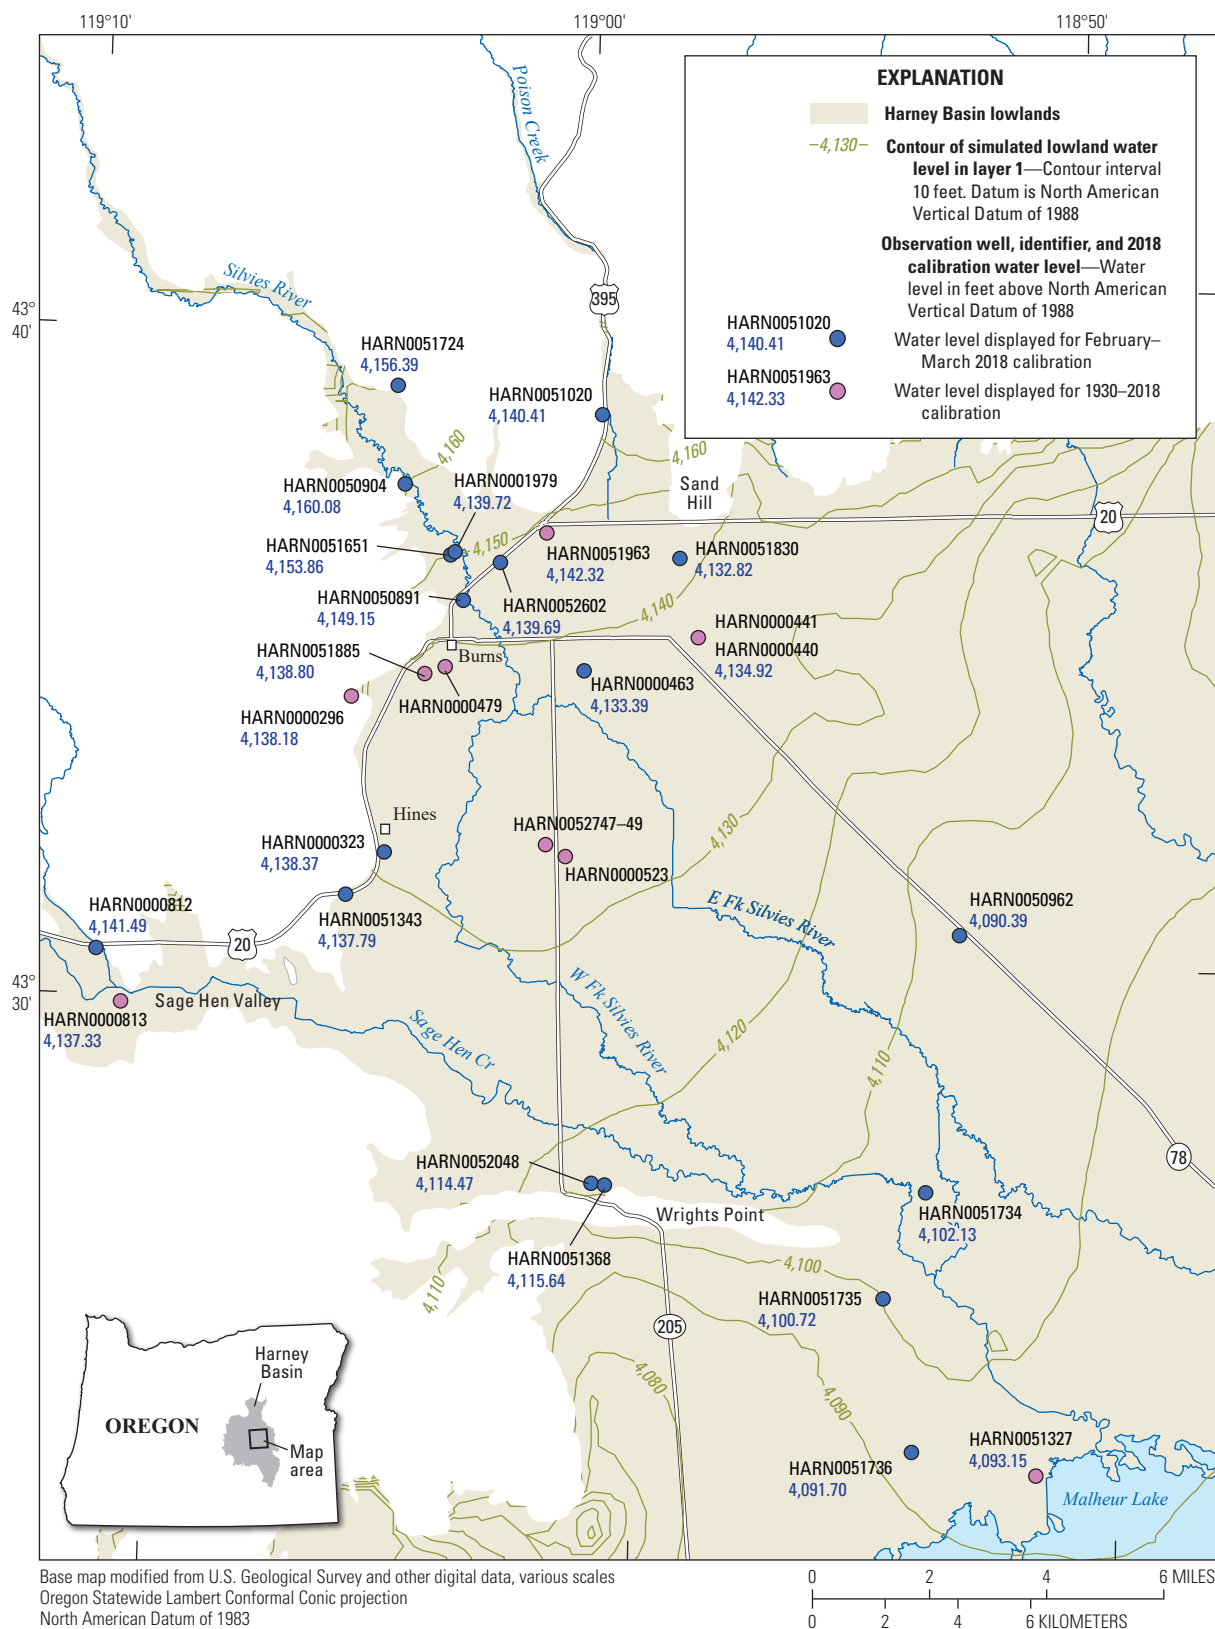 119°10'
119°00'
118°50'
EXPLANATION
Harney Basin lowlands
–4,130–
Contour of simulated lowland water
level in layer 1—Contour interval
10 feet. Datum is North American
Vertical Datum of 1988
Observation well, identifier, and 2018
calibration water level—Water
level in feet above North American
Vertical Datum of 1988
HARN0051020
4,140.41
Water level displayed for February–
March 2018 calibration
HARN0051963
4,142.33
Water level displayed for 1930–2018
calibration
Poison Creek
Silvies River
395
43°
40'
HARN0051724
4,156.39
HARN0051020
4,140.41
4,160
4,160
Sand
Hill
HARN0050904
4,160.08
HARN0001979
4,139.72
20
HARN0051651
4,153.86
4,150
HARN0051963
4,142.32
HARN0051830
4,132.82
HARN0050891
4,149.15
HARN0052602
4,139.69
4,140
HARN0000441
HARN0000440
4,134.92
HARN0051885
4,138.80
Burns
HARN0000463
4,133.39
HARN0000479
HARN0000296
4,138.18
Hines
HARN0052747–49
4,130
HARN0000323
4,138.37
HARN0000523
HARN0000812
4,141.49
HARN0051343
4,137.79
E Fk Silvies River
HARN0050962
4,090.39
20
43°
30'
Sage Hen Valley
W Fk Silvies River
HARN0000813
4,137.33
Sage Hen Cr
4,120
4,110
78
HARN0052048
4,114.47
Wrights Point
HARN0051734
4,102.13
HARN0051368
4,115.64
4,110
4,100
HARN0051735
4,100.72
205
Harney
Basin
4,080
4,090
OREGON
Map
area
HARN0051327
4,093.15
HARN0051736
4,091.70
Malheur Lake
Base map modified from U.S. Geological Survey and other digital data, various scales
Oregon Statewide Lambert Conformal Conic projection
North American Datum of 1983
0 2 4 6 MILES
0 2 4 6 KILOMETERS